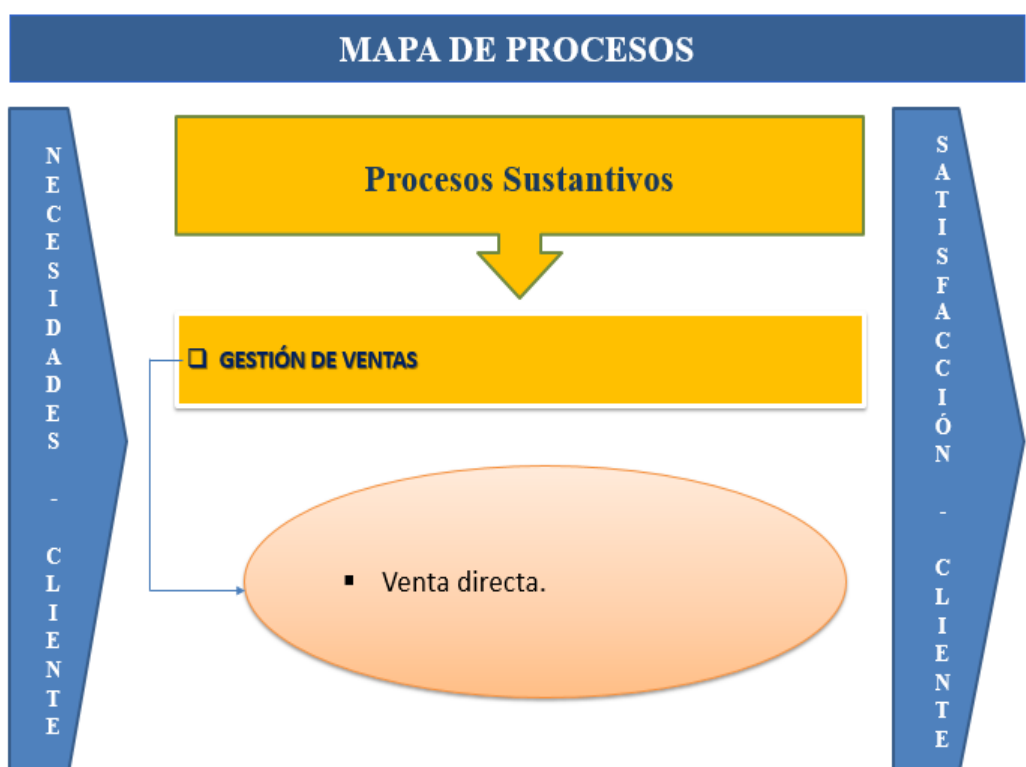 MAPA DE PROCESOS
NECESIDADES - CLIENTE
Procesos Sustantivos
❑ GESTIÓN DE VENTAS
▪ Venta directa.
SATISFACCIÓN - CLIENTE